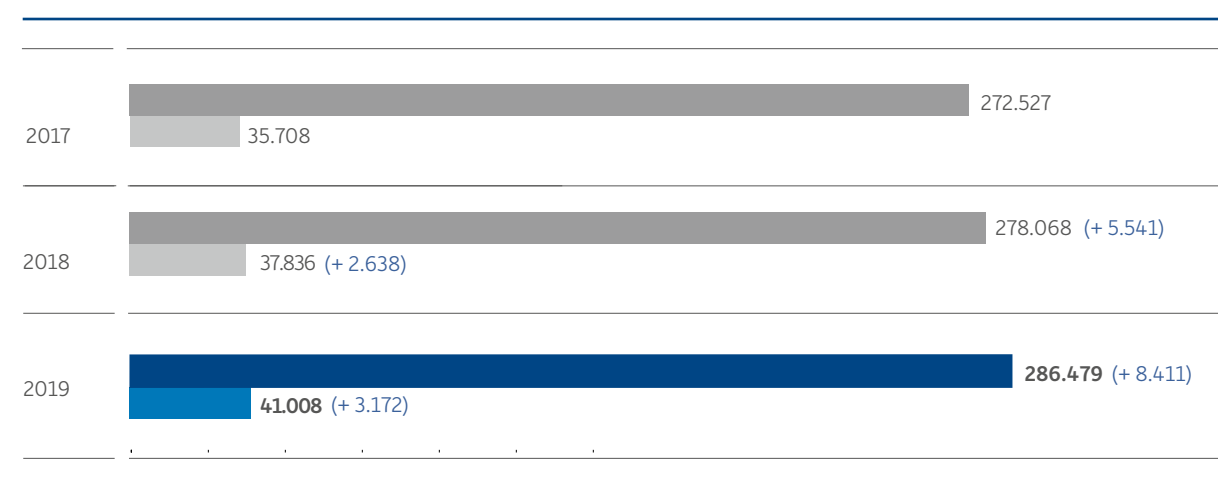 272.527
2017
35.708
278.068 (+ 5.541)
2018
37.836 (+ 2.638)
286.479 (+ 8.411)
2019
41.008 (+ 3.172)